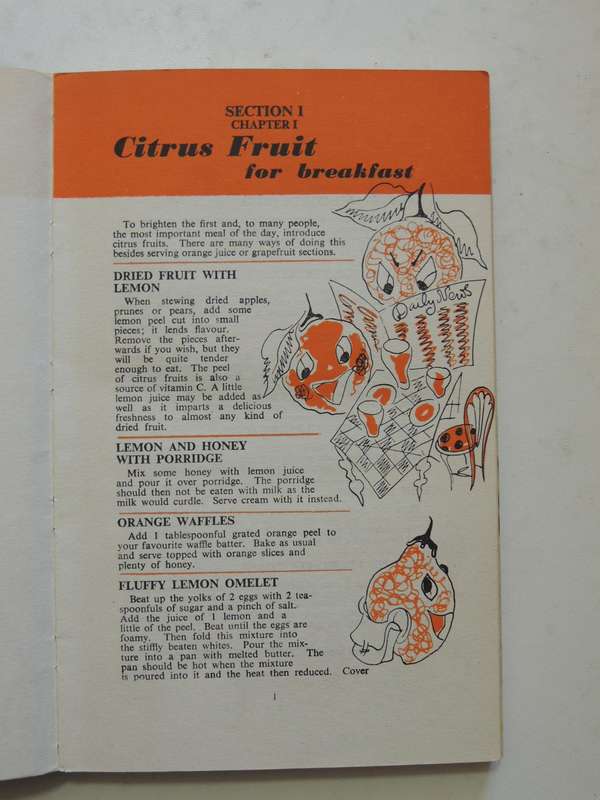 SECTION 1
CHAPTER I
Citrus Fruit
for breakfast
To brighten the first and, to many people,
the most important meal of the day, introduce
citrus fruits. There are many ways of doing this
besides serving orange juice or grapefruit sections.
DRIED FRUIT WITH
LEMON
When stewing dried apples,
prunes or pears, add some
lemon peel cut into small
pieces; it lends flavour.
Remove the pieces after-
wards if you wish, but they
will be quite tender
enough to eat. The peel
of citrus fruits is also a
source of vitamin C. A little
lemon juice may be added as
well as it imparts a delicious
freshness to almost any kind of
dried fruit.
Daily News
LEMON AND HONEY
WITH PORRIDGE
Mix some honey with lemon juice
and pour it over porridge. The porridge
should then not be eaten with milk as the
milk would curdle. Serve cream with it instead.
ORANGE WAFFLES
Add 1 tablespoonful grated orange peel to
your favourite waffle batter. Bake as usual
and serve topped with orange slices and
plenty of honey.
FLUFFY LEMON OMELET
Beat up the yolks of 2 eggs with 2 tea-
spoonfuls of sugar and a pinch of salt.
Add the juice of 1 lemon and a
little of the peel. Beat until the eggs are
foamy. Then fold this mixture into
the stiffly beaten whites. Pour the mix-
ture into a pan with melted butter. The
pan should be hot when the mixture
is poured into it and the heat then reduced. Cover
1